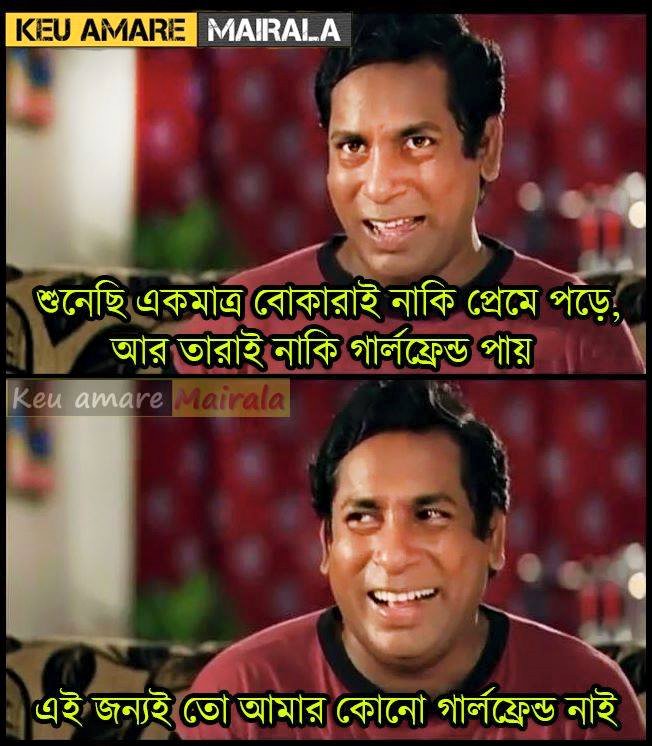 KEU AMARE MAIRALA
শুনেছি একমাত্র বোকারাই নাকি প্রেমে পড়ে,
আর তারাই নাকি গার্লফ্রেন্ড পায়
Keu amare Mairala
এই জন্যই তো আমার কোনো গার্লফ্রেন্ড নাই